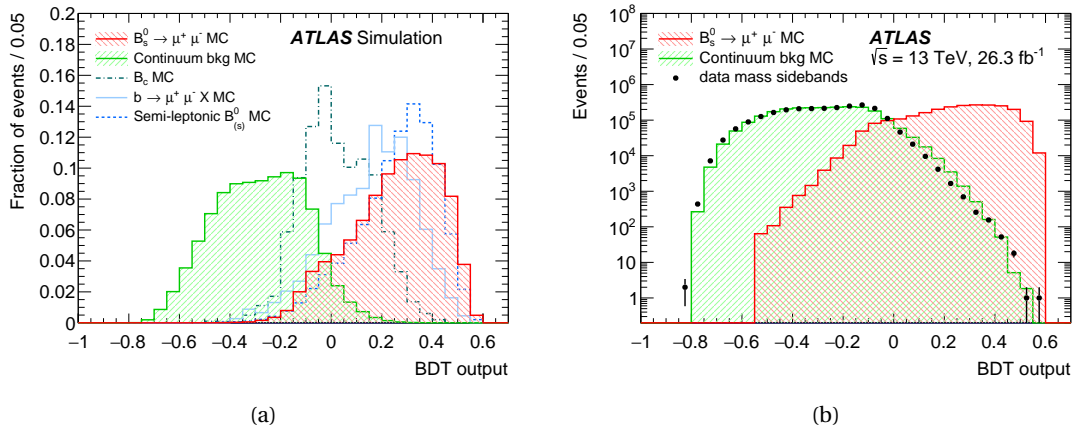 Fraction of events / 0.05
0.2
0.18
0.16
0.14
0.12
0.1
0.08
0.06
0.04
0.02
0
−1 −0.8 −0.6 −0.4 −0.2 0 0.2 0.4 0.6
BDT output
B⁰ₛ → μ⁺ μ⁻ MC
Continuum bkg MC
B_c MC
b → μ⁺ μ⁻ X MC
Semi-leptonic B⁰₍ₛ₎ MC
ATLAS Simulation
(a)
Events / 0.05
10⁸
10⁷
10⁶
10⁵
10⁴
10³
10²
10
1
−1 −0.8 −0.6 −0.4 −0.2 0 0.2 0.4 0.6
BDT output
B⁰ₛ → μ⁺ μ⁻ MC
Continuum bkg MC
data mass sidebands
ATLAS
√s = 13 TeV, 26.3 fb⁻¹
(b)